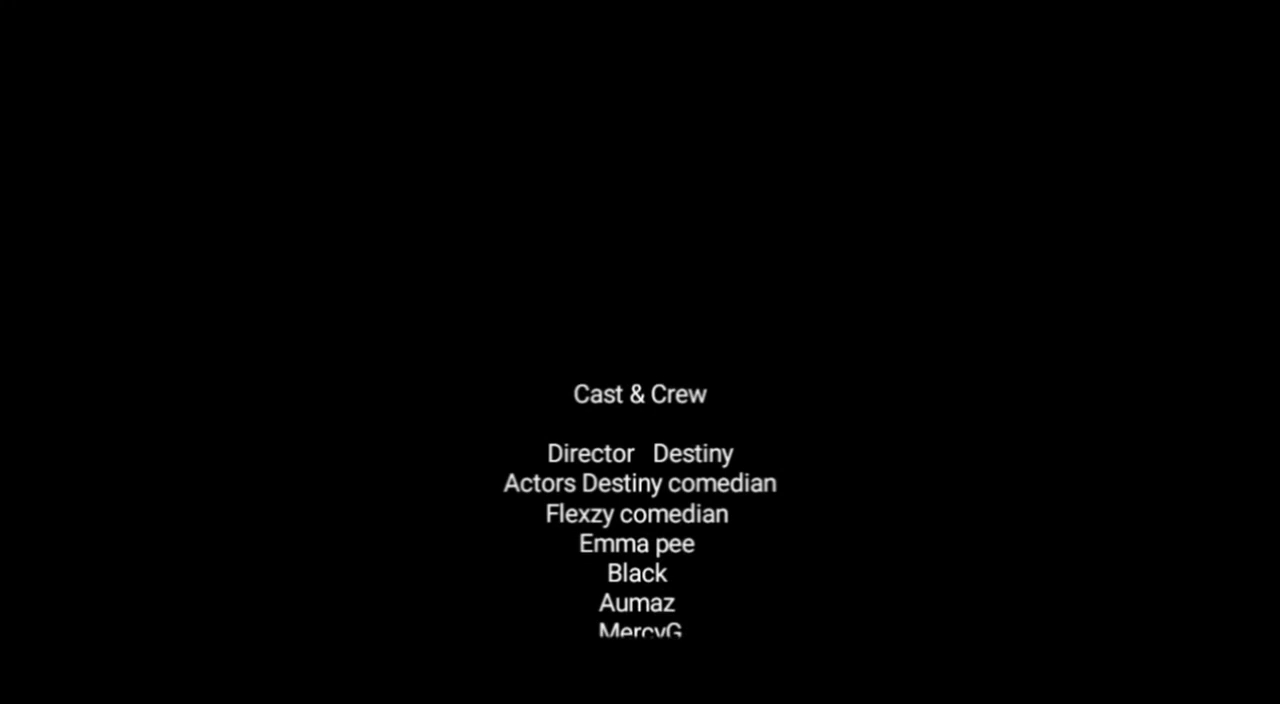 Cast & Crew
Director Destiny
Actors Destiny comedian
Flexzy comedian
Emma pee
Black
Aumaz
MercyG